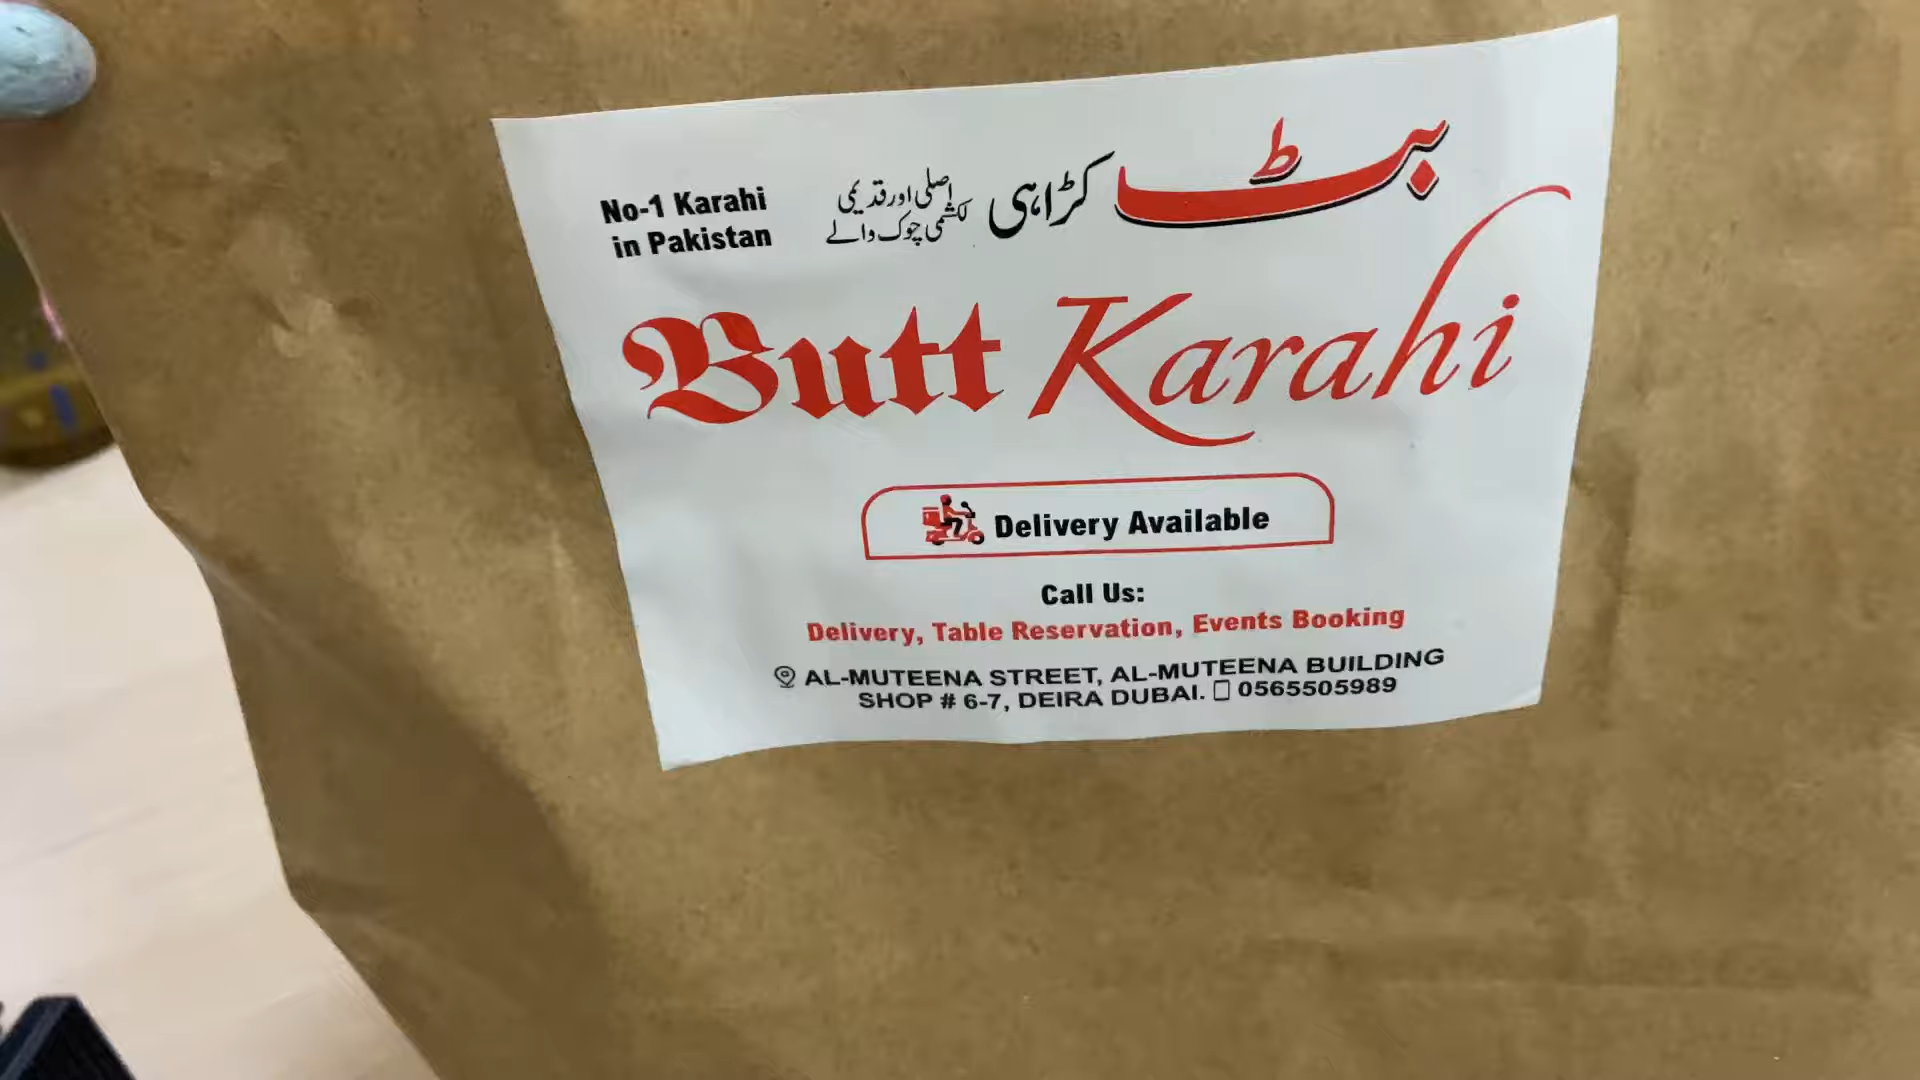 No-1 Karahi
in Pakistan
بٹ کڑاہی
اصلی اور قدیمی
لکشمی چوک والے
Butt Karahi
Delivery Available
Call Us:
Delivery, Table Reservation, Events Booking
AL-MUTEENA STREET, AL-MUTEENA BUILDING
SHOP # 6-7, DEIRA DUBAI. 0565505989